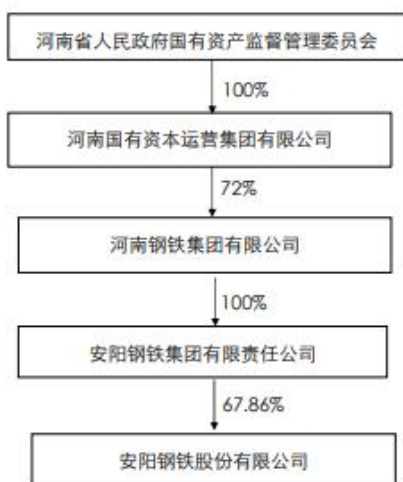 河南省人民政府国有资产监督管理委员会
100%
河南国有资本运营集团有限公司
72%
河南钢铁集团有限公司
100%
安阳钢铁集团有限责任公司
67.86%
安阳钢铁股份有限公司